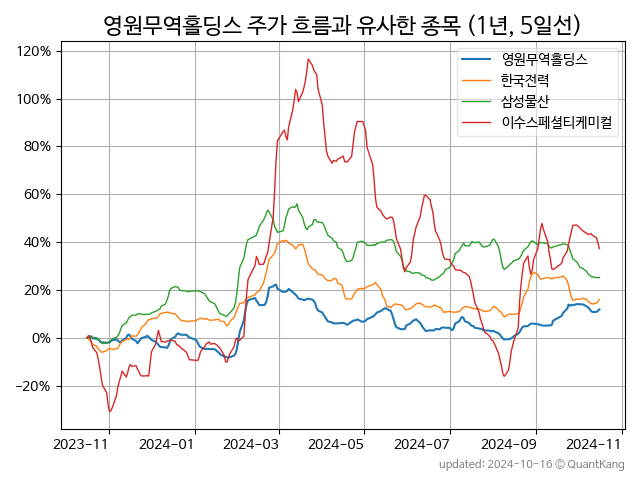 영원무역홀딩스 주가 흐름과 유사한 종목 (1년, 5일선)
영원무역홀딩스
한국전력
삼성물산
이수스페셜티케미컬
120%
100%
80%
60%
40%
20%
0%
−20%
2023−11
2024−01
2024−03
2024−05
2024−07
2024−09
2024−11
updated: 2024-10-16 © QuantKang